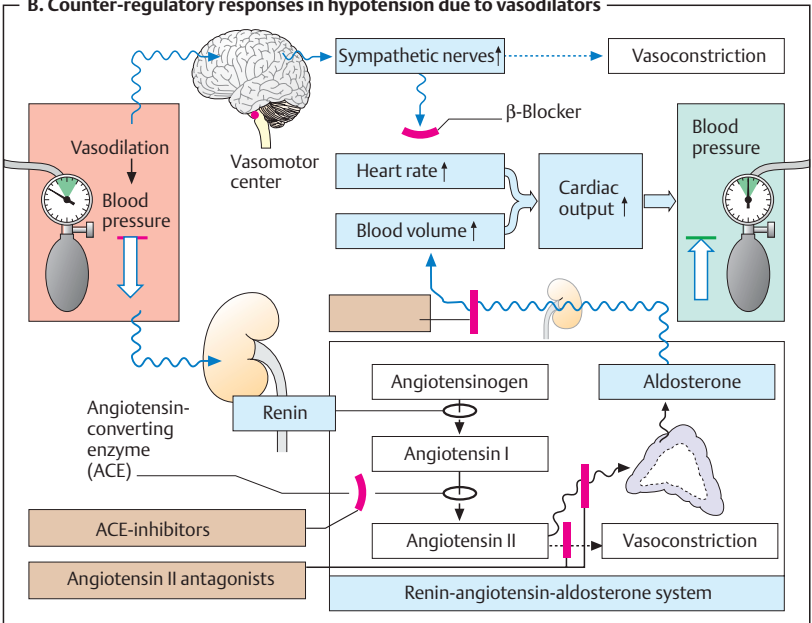 B. Counter-regulatory responses in hypotension due to vasodilators
Sympathetic nerves
Vasoconstriction
Vasodilation
Blood
pressure
Vasomotor
center
β-Blocker
Heart rate
Blood volume
Cardiac
output
Blood
pressure
Angiotensinogen
Aldosterone
Renin
Angiotensin-
converting
enzyme
(ACE)
Angiotensin I
ACE-inhibitors
Angiotensin II
Vasoconstriction
Angiotensin II antagonists
Renin-angiotensin-aldosterone system